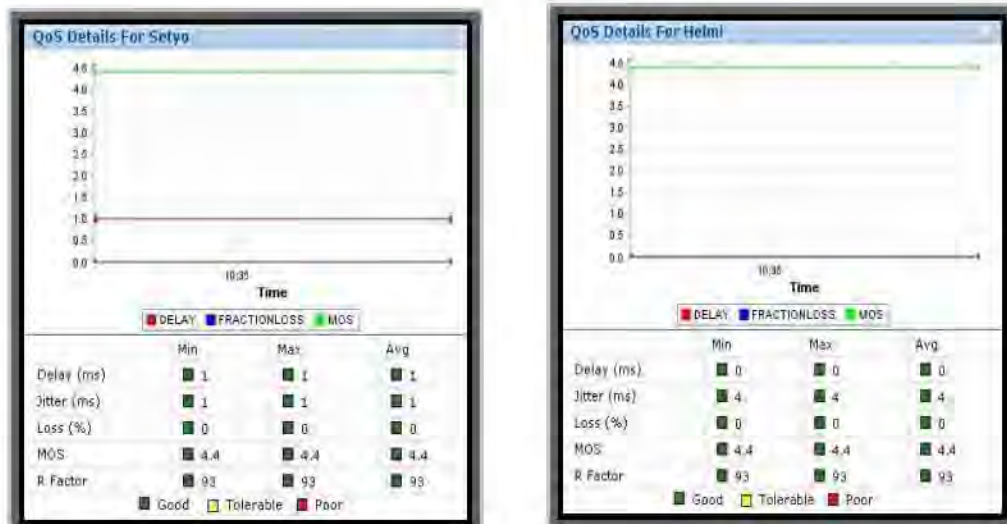 QoS Details For Setyo
4.5
4.0
3.5
3.0
2.5
2.0
1.5
1.0
0.5
0.0
10:35
Time
DELAY FRACTIONLOSS MOS
Min Max Avg
Delay (ms) 1 1 1
Jitter (ms) 1 1 1
Loss (%) 0 0 0
MOS 4.4 4.4 4.4
R Factor 93 93 93
Good Tolerable Poor
QoS Details For Helmi
4.5
4.0
3.5
3.0
2.5
2.0
1.5
1.0
0.5
0.0
Time
DELAY FRACTIONLOSS MOS
Min Max Avg
Delay (ms) 0 0 0
Jitter (ms) 4 4 4
Loss (%) 0 0 0
MOS 4.4 4.4 4.4
R Factor 93 93 93
Good Tolerable Poor